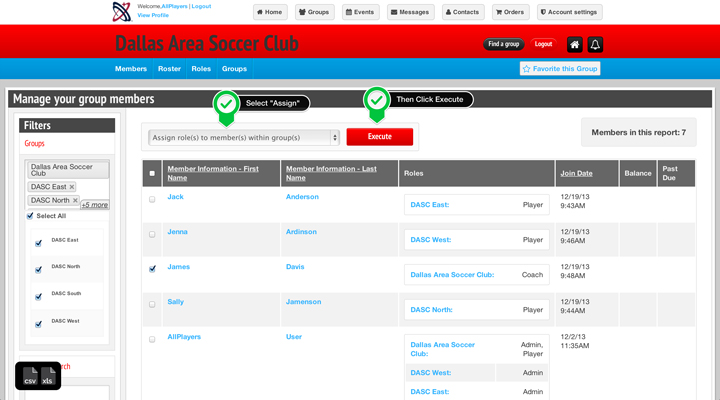 Welcome,AllPlayers | Logout
View Profile
Home
Groups
Events
Messages
Contacts
Orders
Account settings
Dallas Area Soccer Club
Find a group
Logout
Members
Roster
Roles
Groups
Favorite this Group
Manage your group members
Select "Assign"
Then Click Execute
Filters
Groups
Dallas Area Soccer
Club
DASC East
DASC North
+5 more
Select All
DASC East
DASC North
DASC South
DASC West
rch
csv
xls
Assign role(s) to member(s) within group(s)
Execute
Members in this report: 7
Member Information - First
Name
Member Information - Last
Name
Roles
Join Date
Balance
Past
Due
Jack
Anderson
DASC East:
Player
12/19/13
9:43AM
Jenna
Ardinson
DASC West:
Player
12/19/13
9:46AM
James
Davis
Dallas Area Soccer Club:
Coach
12/19/13
9:48AM
Sally
Jamenson
DASC North:
Player
12/19/13
9:44AM
AllPlayers
User
Dallas Area Soccer
Club:
Admin,
Player
12/2/13
11:35AM
DASC West:
Admin
DASC East:
Admin